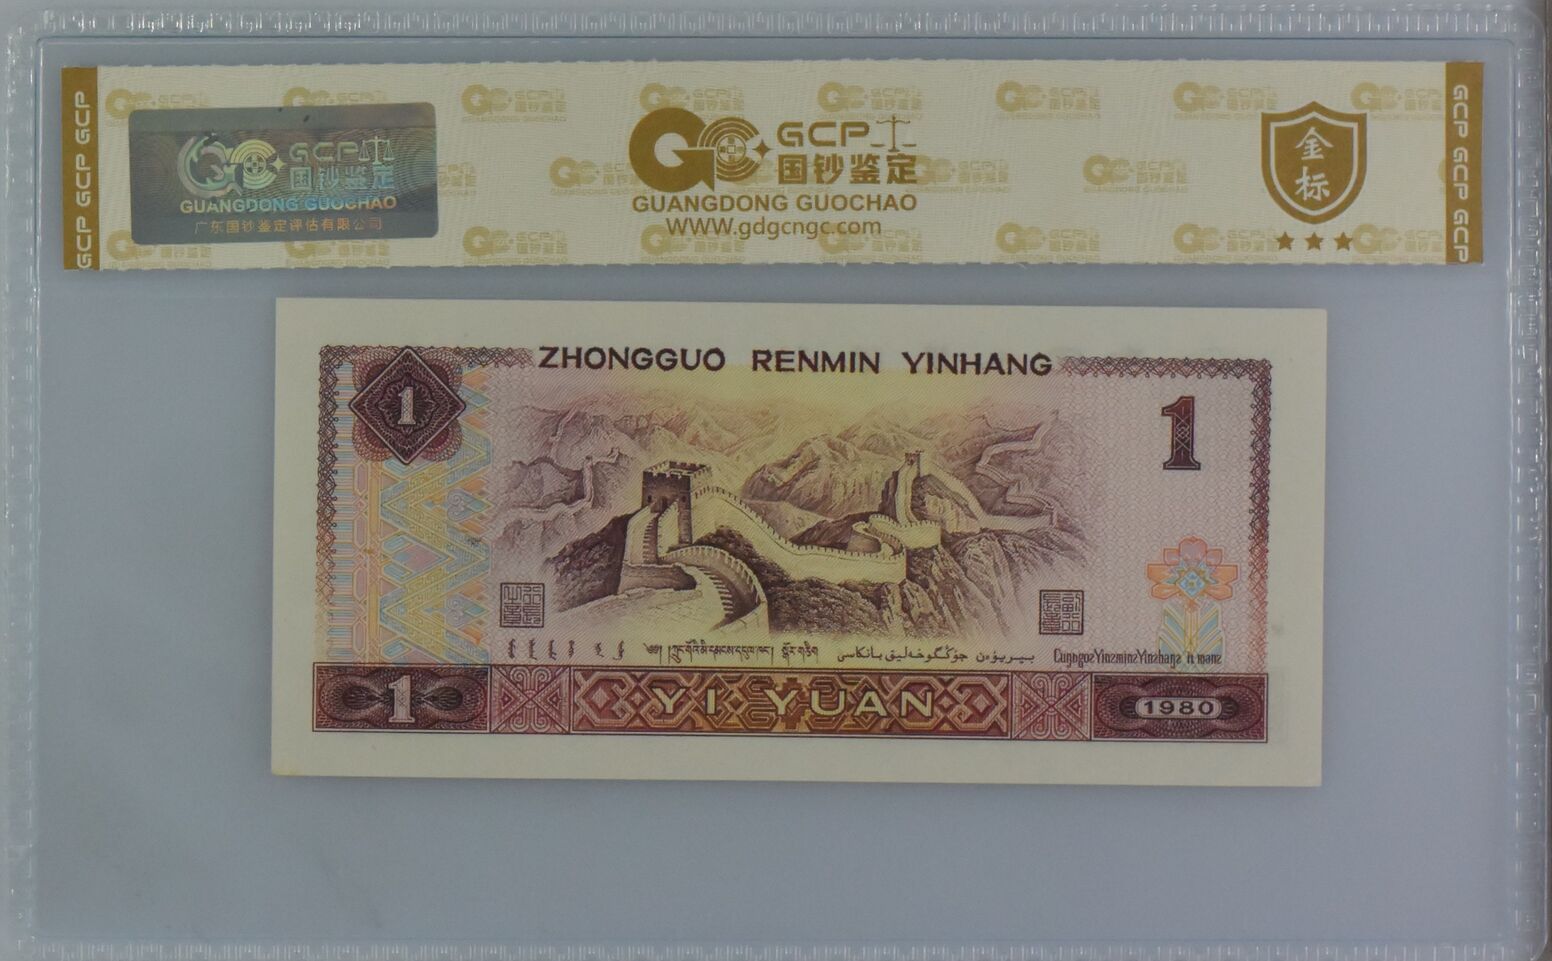 GCP GCP GCP
GCP 国钞鉴定
GUANGDONG GUOCHAO
广东国钞鉴定评估有限公司
GCP
国钞鉴定
GUANGDONG GUOCHAO
WWW.gdgcngc.com
金标
GCP GCP GCP
ZHONGGUO RENMIN YINHANG
1
1
1
YI YUAN
1980